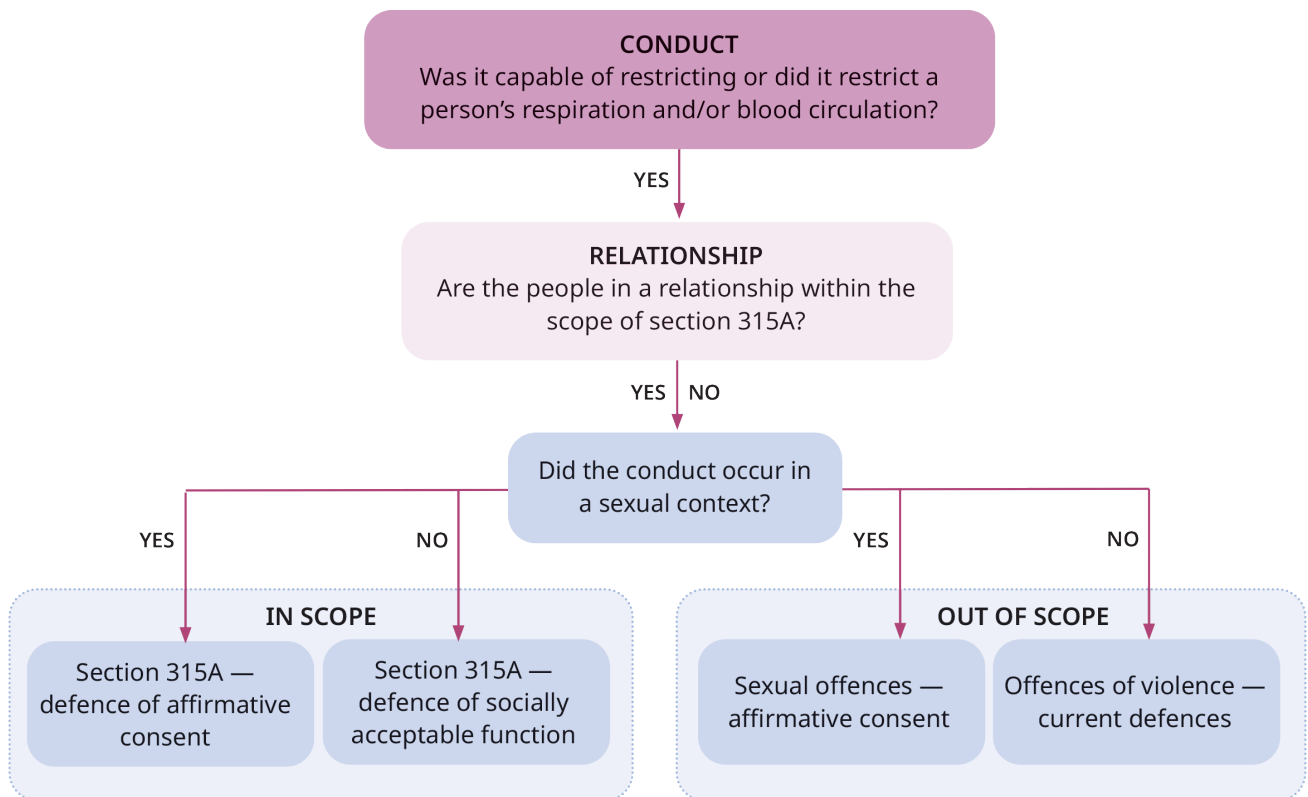 CONDUCT
Was it capable of restricting or did it restrict a
person’s respiration and/or blood circulation?
YES
RELATIONSHIP
Are the people in a relationship within the
scope of section 315A?
YES NO
Did the conduct occur in
a sexual context?
YES
NO
YES
NO
IN SCOPE
Section 315A —
defence of affirmative
consent
Section 315A —
defence of socially
acceptable function
OUT OF SCOPE
Sexual offences —
affirmative consent
Offences of violence —
current defences